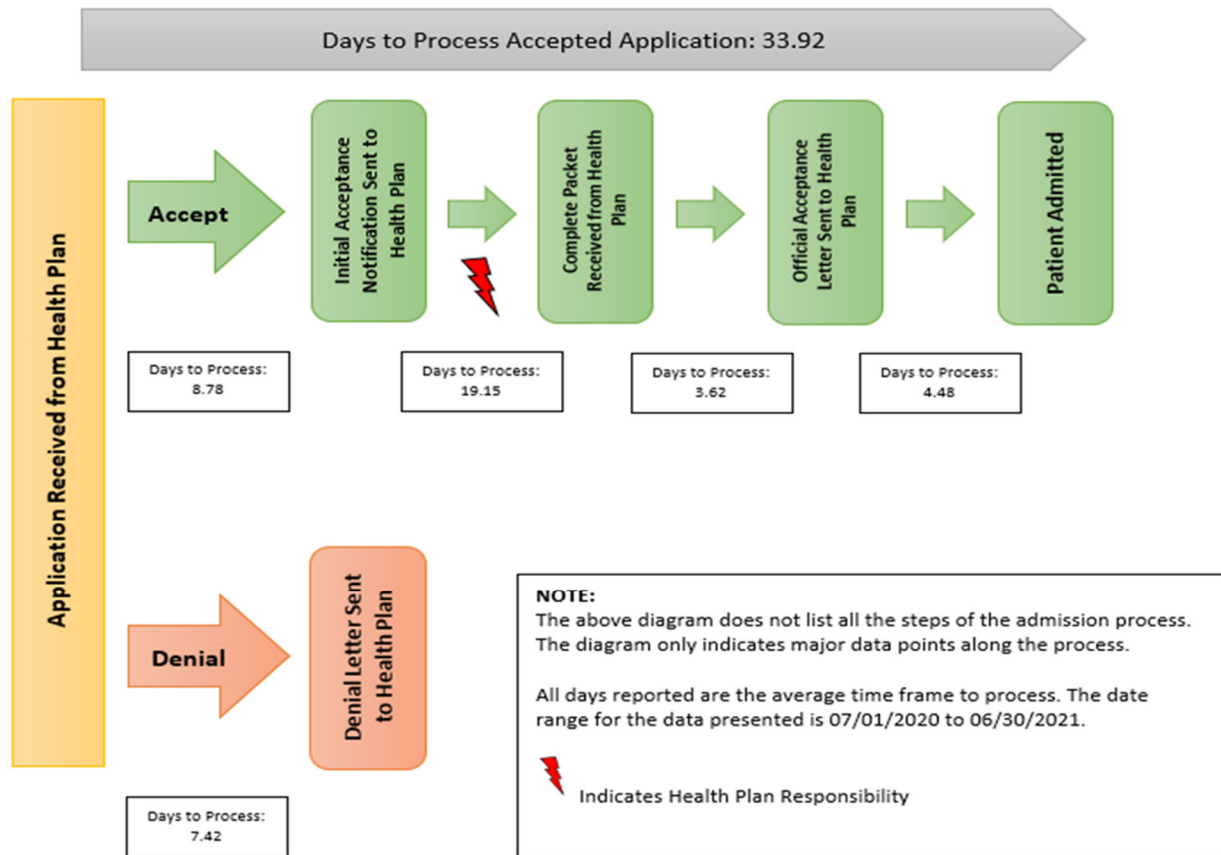 Days to Process Accepted Application: 33.92
Application Received from Health Plan
Accept
Initial Acceptance
Notification Sent to
Health Plan
Complete Packet
Received from Health
Plan
Official Acceptance
Letter Sent to Health
Plan
Patient Admitted
Days to Process:
8.78
Days to Process:
19.15
Days to Process:
3.62
Days to Process:
4.48
Denial
Denial Letter Sent
to Health Plan
Days to Process:
7.42
NOTE:
The above diagram does not list all the steps of the admission process.
The diagram only indicates major data points along the process.
All days reported are the average time frame to process. The date
range for the data presented is 07/01/2020 to 06/30/2021.
Indicates Health Plan Responsibility